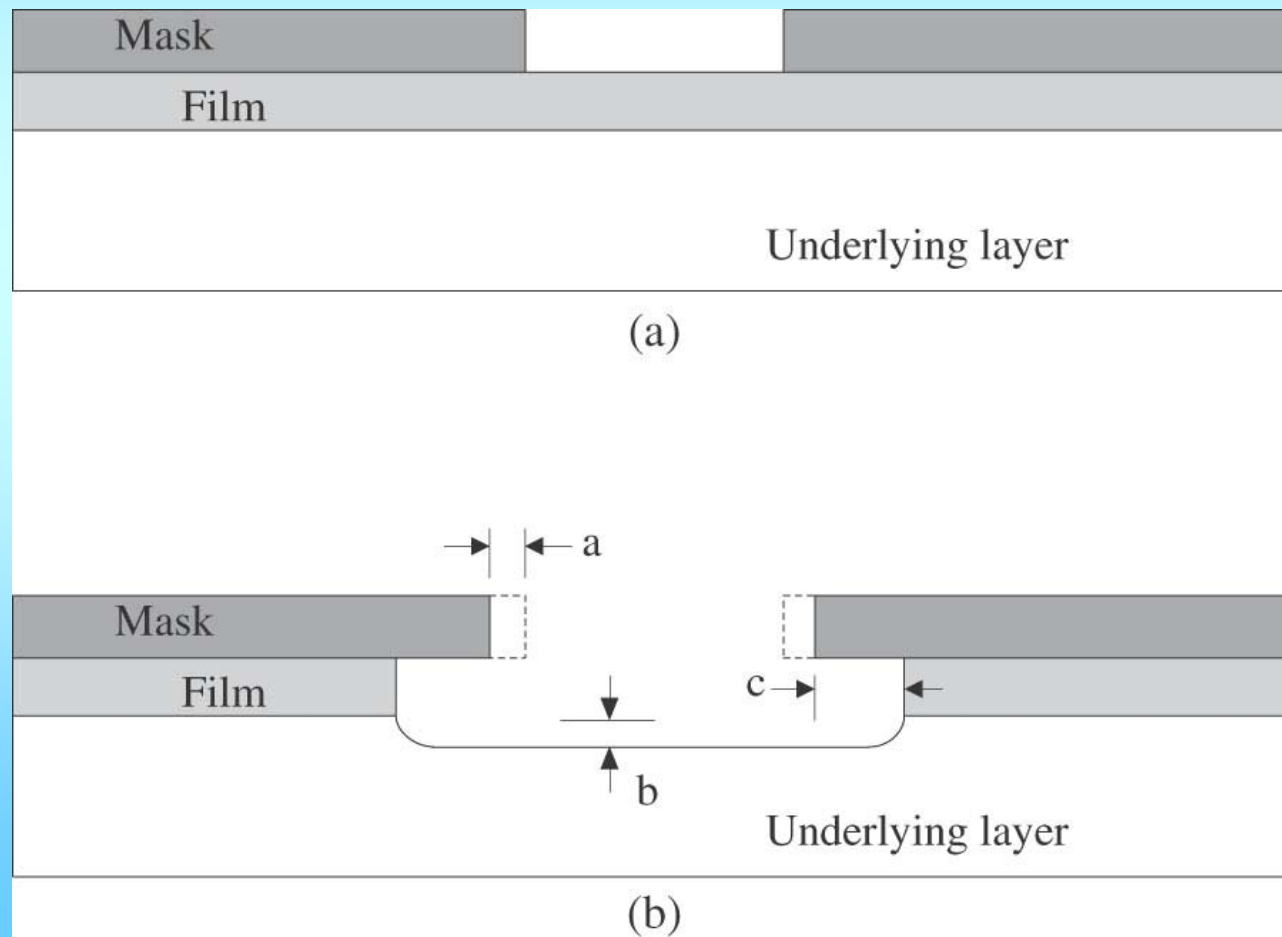 Mask
Film
Underlying layer
(a)
a
Mask
Film
c
b
Underlying layer
(b)